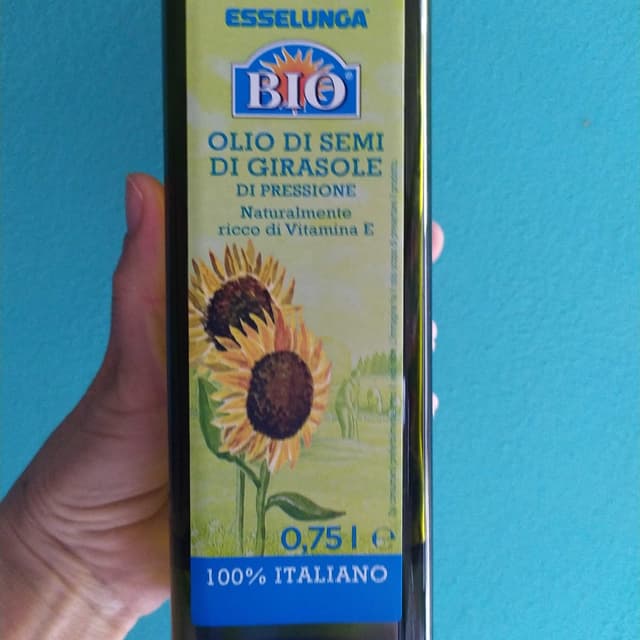 ESSELUNGA®
BIO®
OLIO DI SEMI
DI GIRASOLE
DI PRESSIONE
Naturalmente
ricco di Vitamina E
0,75 l e
100% ITALIANO